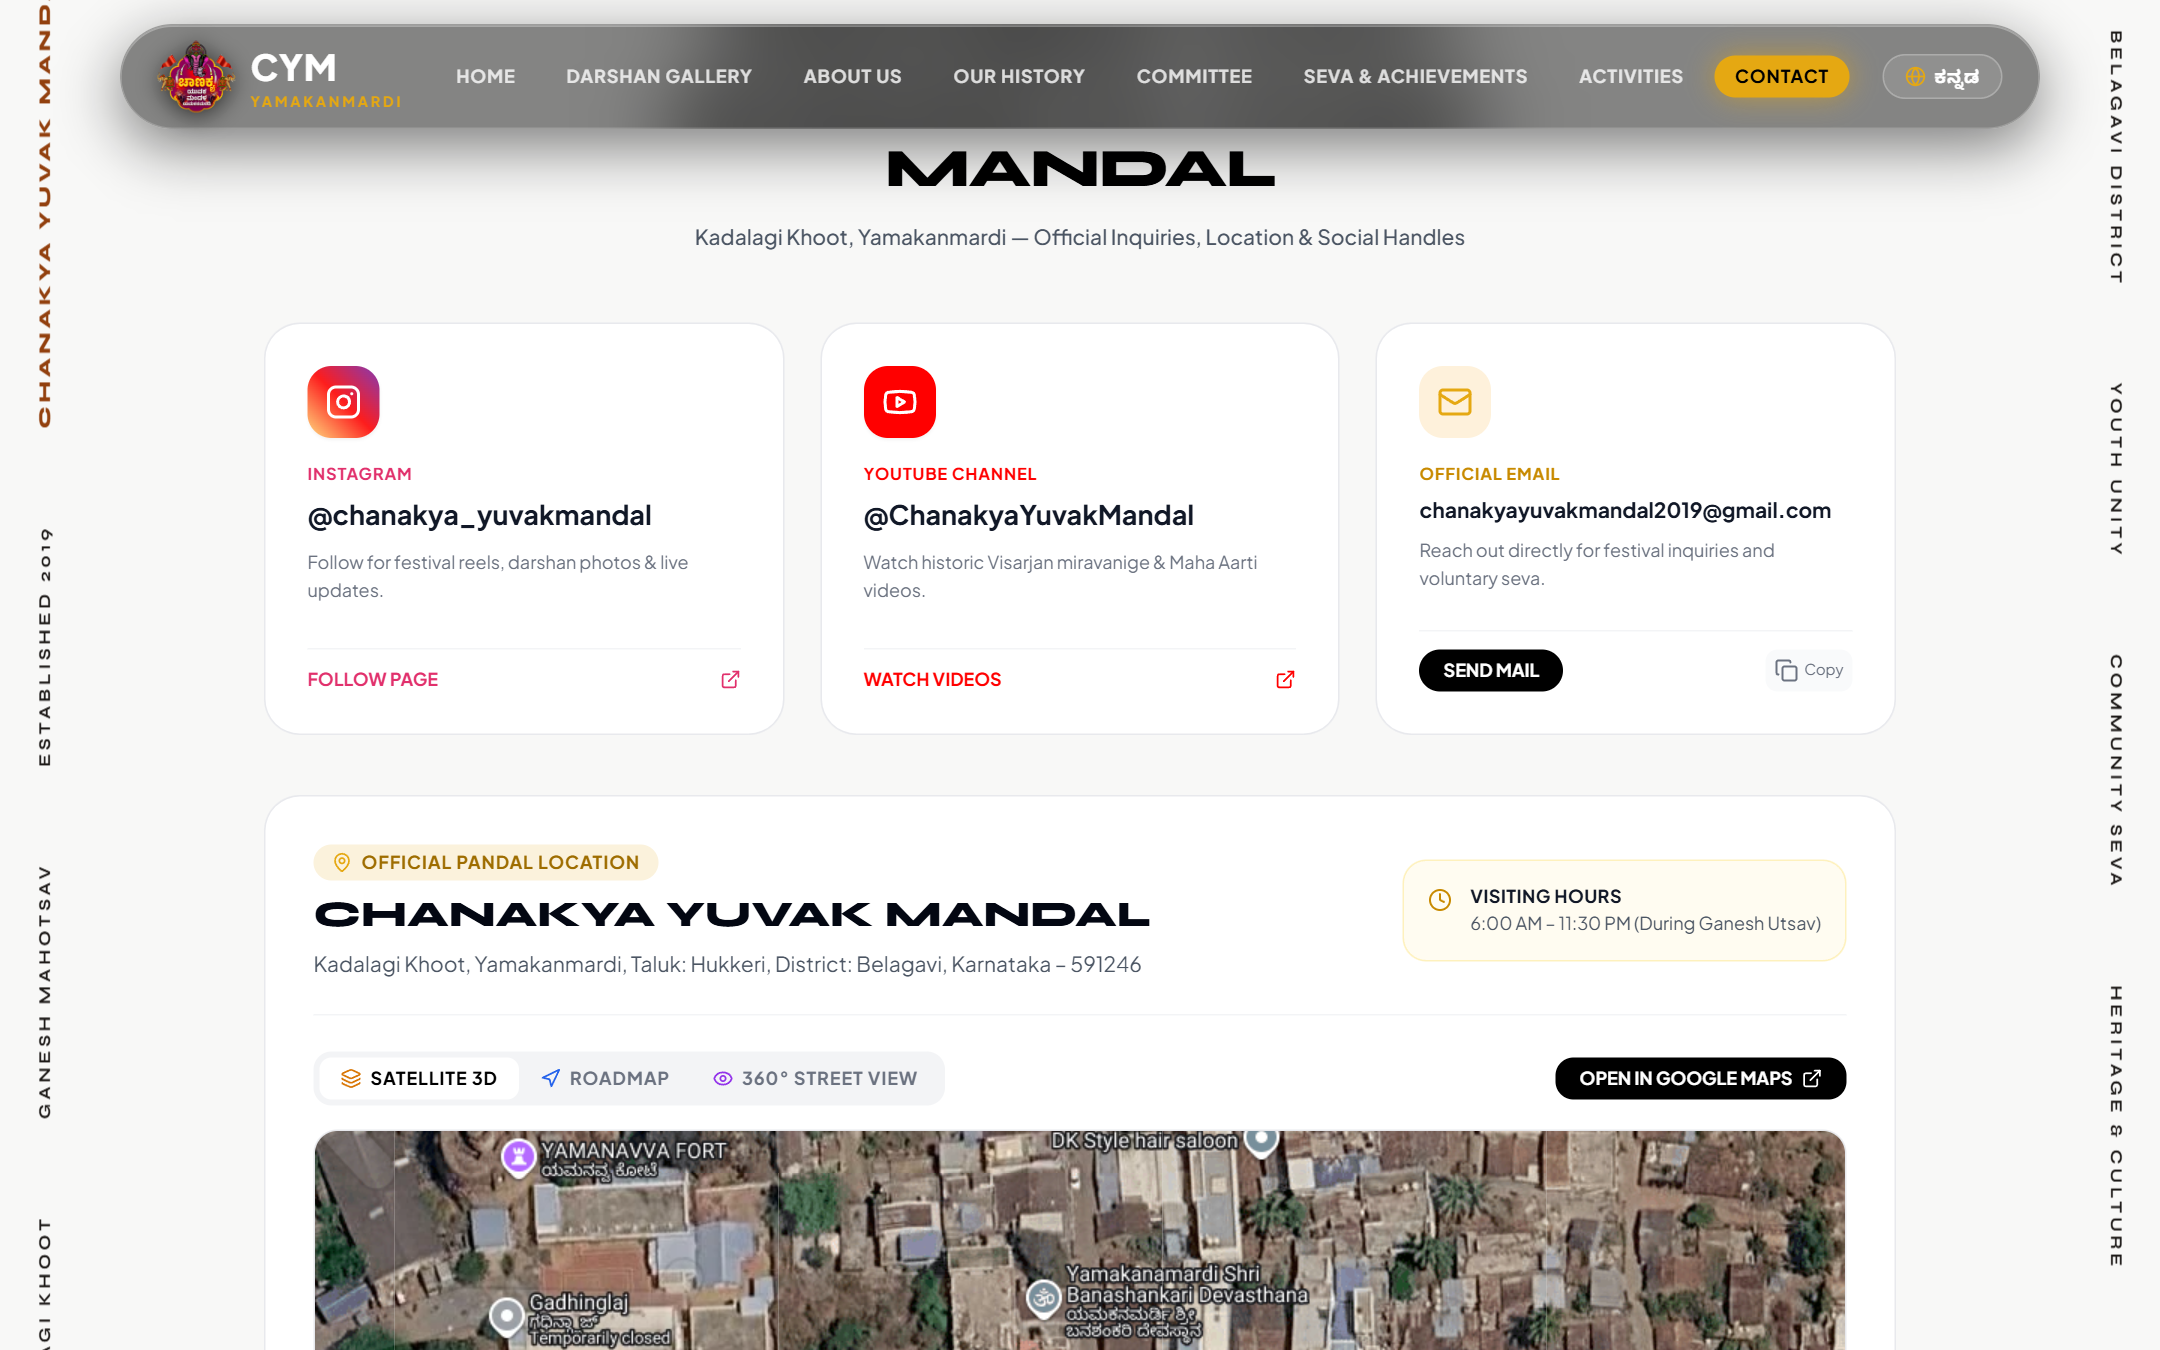 CYM
YAMAKANMARDI
HOME
DARSHAN GALLERY
ABOUT US
OUR HISTORY
COMMITTEE
SEVA & ACHIEVEMENTS
ACTIVITIES
CONTACT
ಕನ್ನಡ
MANDAL
Kadalagi Khoot, Yamakanmardi — Official Inquiries, Location & Social Handles
INSTAGRAM
@chanakya_yuvakmandal
Follow for festival reels, darshan photos & live
updates.
FOLLOW PAGE
YOUTUBE CHANNEL
@ChanakyaYuvakMandal
Watch historic Visarjan miravanige & Maha Aarti
videos.
WATCH VIDEOS
OFFICIAL EMAIL
chanakyayuvakmandal2019@gmail.com
Reach out directly for festival inquiries and
voluntary seva.
SEND MAIL
Copy
OFFICIAL PANDAL LOCATION
CHANAKYA YUVAK MANDAL
Kadalagi Khoot, Yamakanmardi, Taluk: Hukkeri, District: Belagavi, Karnataka – 591246
VISITING HOURS
6:00 AM – 11:30 PM (During Ganesh Utsav)
SATELLITE 3D
ROADMAP
360° STREET VIEW
OPEN IN GOOGLE MAPS
YAMANAVVA FORT
ಯಮನವ್ವ ಕೋಟೆ
DK Style hair saloon
Yamakanamardi Shri
Banashankari Devasthana
ಯಮಕನಮರ್ಡಿ ಶ್ರೀ
ಬನಶಂಕರಿ ದೇವಸ್ಥಾನ
Gadhinglaj
Temporarily closed
CHANAKYA YUVAK MAND
ESTABLISHED 2019
GANESH MAHOTSAV
AGI KHOOT
BELAGAVI DISTRICT
YOUTH UNITY
COMMUNITY SEVA
HERITAGE & CULTURE